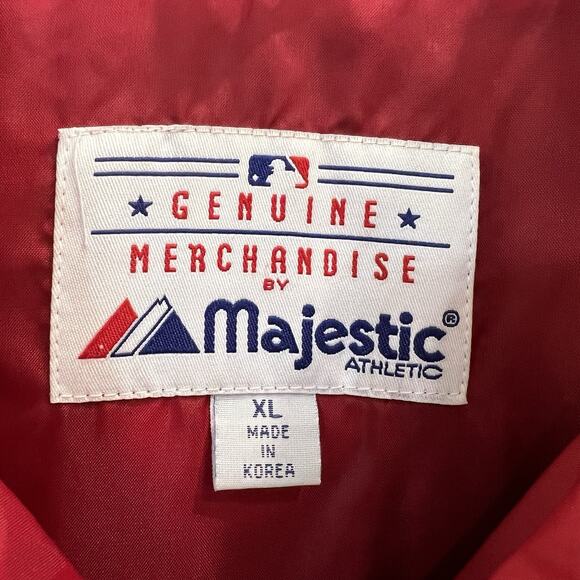 GENUINE
MERCHANDISE
BY
Majestic®
ATHLETIC
XL
MADE
IN
KOREA